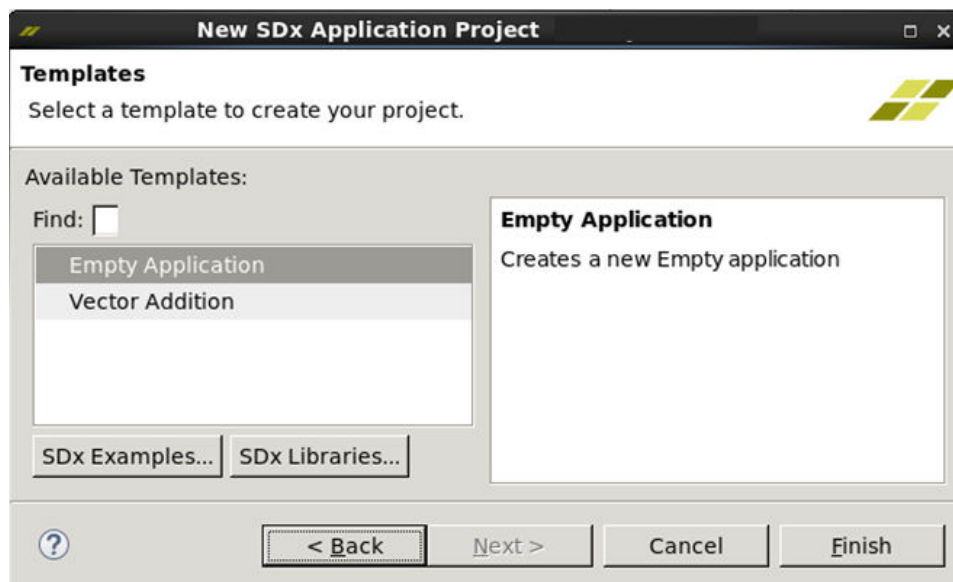 New SDx Application Project
Templates
Select a template to create your project.
Available Templates:
Find:
Empty Application
Vector Addition
SDx Examples...
SDx Libraries...
Empty Application
Creates a new Empty application
?
< Back
Next >
Cancel
Finish